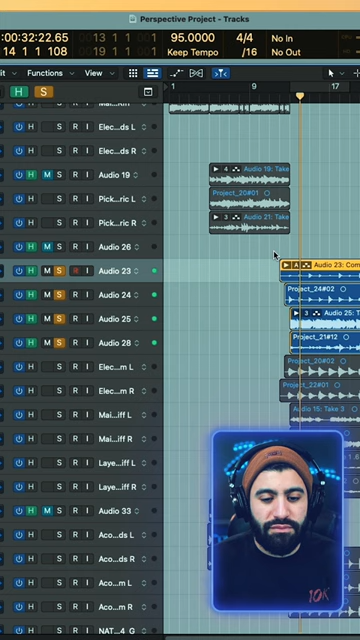 Perspective Project - Tracks
:00:32:22.65
14 1 1 108
13 1 1
9 1 1
95.0000
Keep Tempo
4/4
/16
No In
No Out
it Functions View
H S
9 17
S R I Elec...ds L
S R I Elec...ds R
H M S R I Audio 19
4 Audio 19: Take
S R I Pick...ric L
Project_20#01
S R I Pick...ric R
3 Audio 21: Take
H M S R I Audio 26
H M S R I Audio 23
A Audio 23: Com
H M S R I Audio 24
Project_24#02
H M S R I Audio 25
3 Audio 25: T
H M S R I Audio 28
Project_21#12
S R I Elec...m L
Project_20#02
S R I Elec...m R
Project_22#01
S R I Mai...iff L
Audio 15: Take 3
S R I Mai...iff R
S R I Laye...iff L
S R I Laye...iff R
H M S R I Audio 33
S R I Aco...ds L
S R I Aco...ds R
S R I Aco...m L
10K
S R I Aco...m R